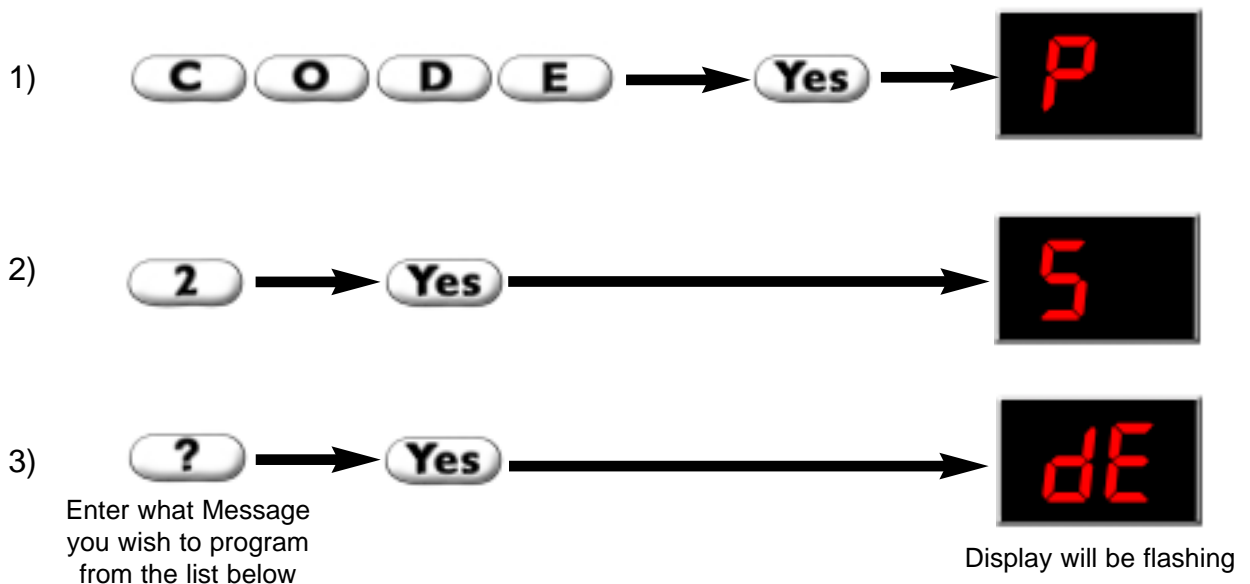 1) C O D E Yes P
2) 2 Yes S
3) ? Yes dE
Enter what Message
you wish to program
from the list below
Display will be flashing